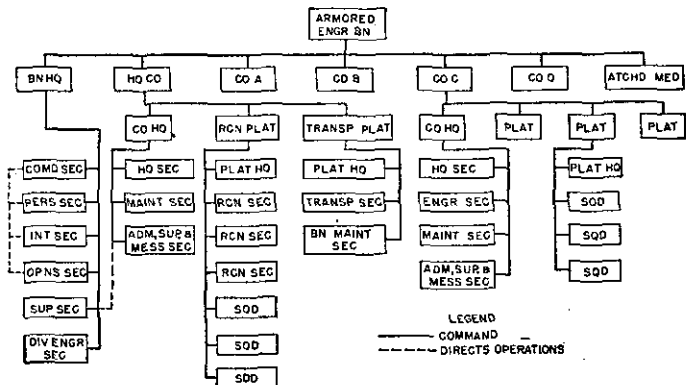 ARMORED
ENGR BN
BN HQ
HQ CO
CO A
CO B
CO C
CO D
ATCHD MED
CO HQ
RCN PLAT
TRANSP PLAT
CO HQ
PLAT
PLAT
PLAT
COMD SEC
HQ SEC
PLAT HQ
PLAT HQ
HQ SEC
PLAT HQ
PERS SEC
MAINT SEC
RCN SEC
TRANSP SEC
ENGR SEC
SQD
INT SEC
ADM, SUP, &
MESS SEC
RCN SEC
BN MAINT
SEC
MAINT SEC
SQD
OPNS SEC
RCN SEC
ADM, SUP, &
MESS SEC
SQD
SUP SEC
SQD
DIV ENGR
SEC
SQD
SQD
LEGEND
COMMAND
DIRECTS OPERATIONS